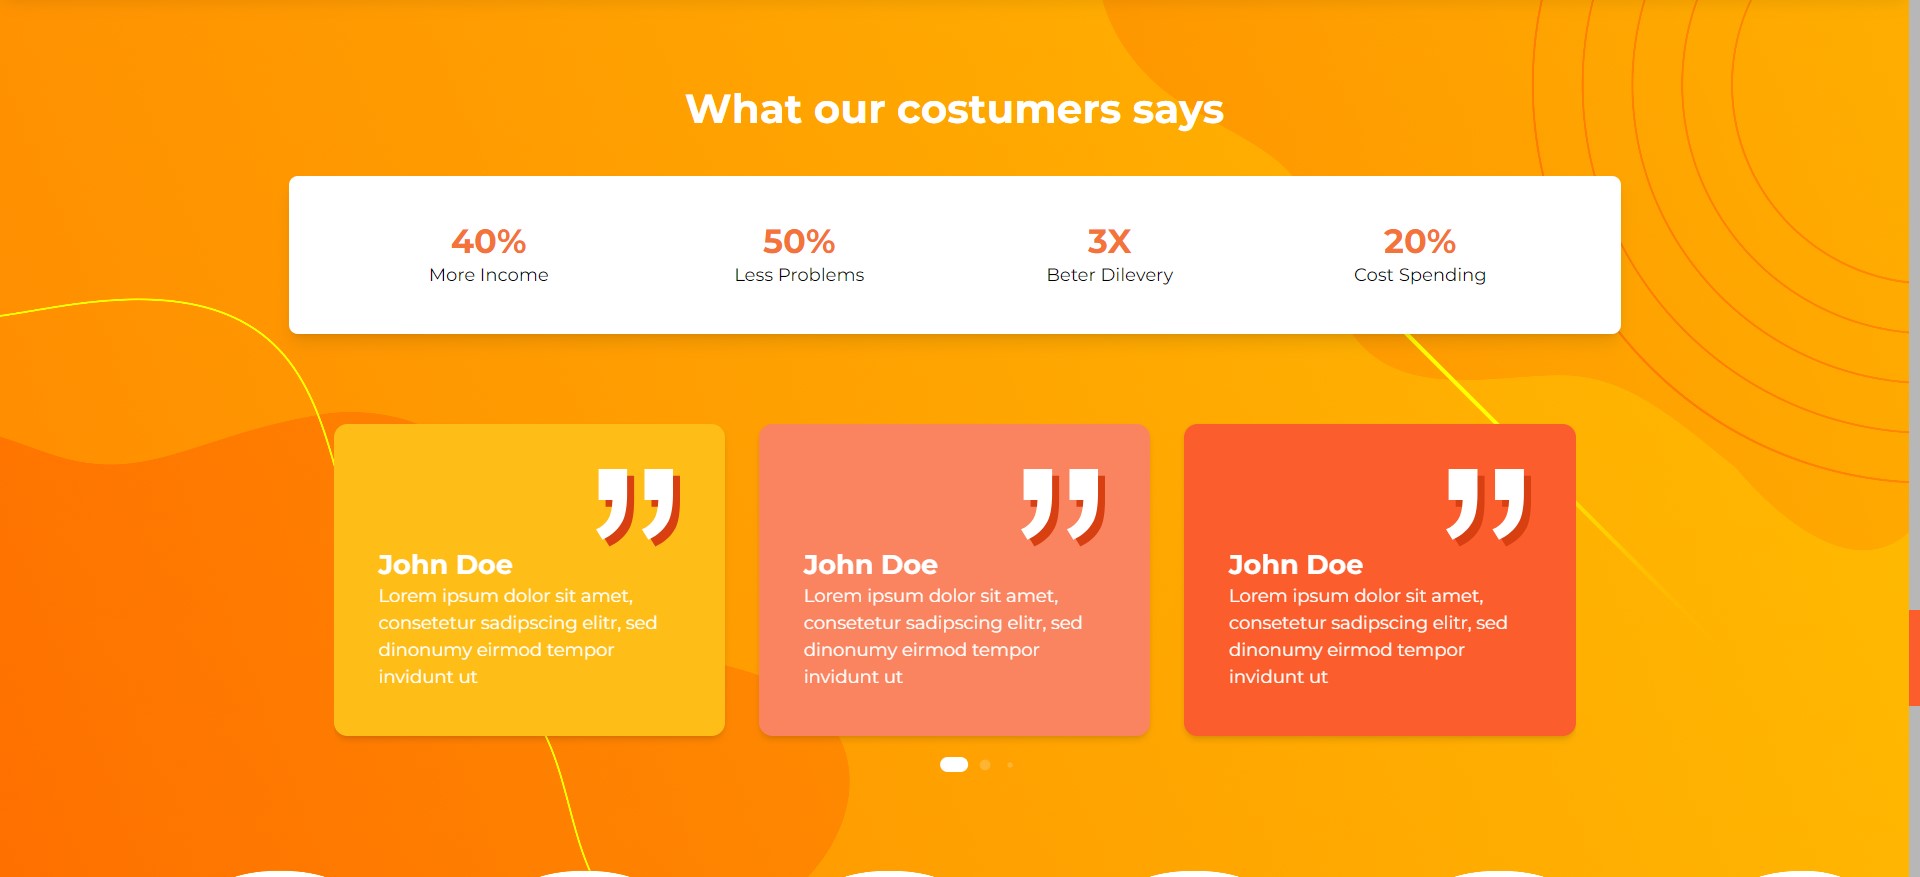 What our costumers says
40%
More Income
50%
Less Problems
3X
Beter Dilevery
20%
Cost Spending
John Doe
Lorem ipsum dolor sit amet,
consetetur sadipscing elitr, sed
dinonumy eirmod tempor
invidunt ut
John Doe
Lorem ipsum dolor sit amet,
consetetur sadipscing elitr, sed
dinonumy eirmod tempor
invidunt ut
John Doe
Lorem ipsum dolor sit amet,
consetetur sadipscing elitr, sed
dinonumy eirmod tempor
invidunt ut